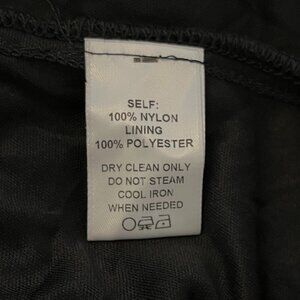 SELF:
100% NYLON
LINING
100% POLYESTER
DRY CLEAN ONLY
DO NOT STEAM
COOL IRON
WHEN NEEDED